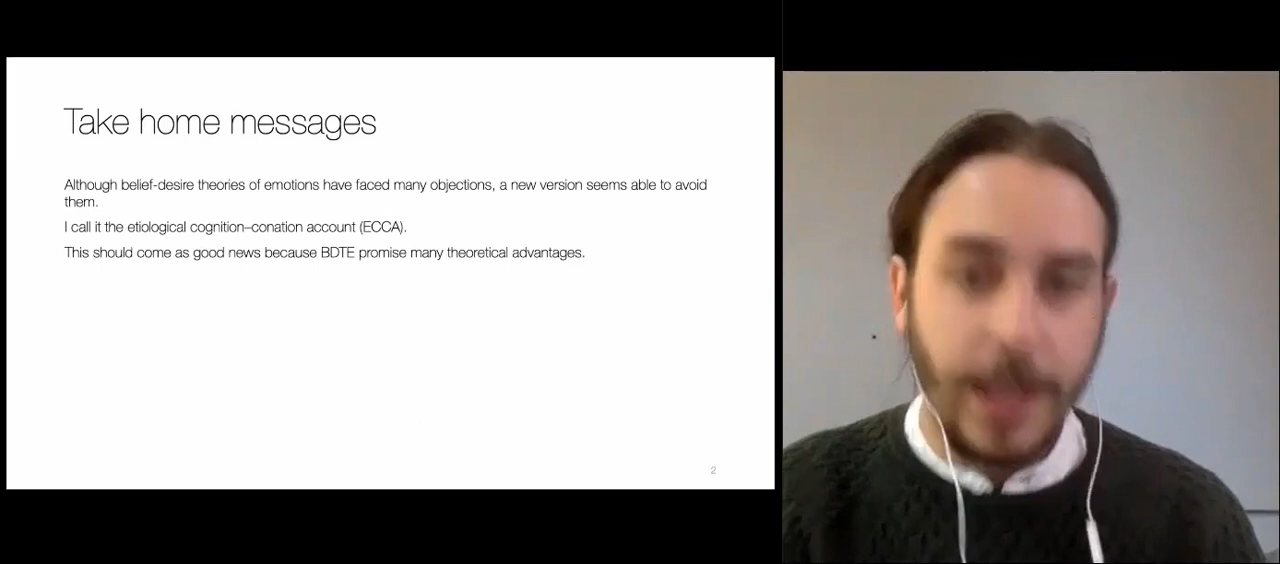 Take home messages
Although belief-desire theories of emotions have faced many objections, a new version seems able to avoid
them.
I call it the etiological cognition–conation account (ECCA).
This should come as good news because BDTE promise many theoretical advantages.
2